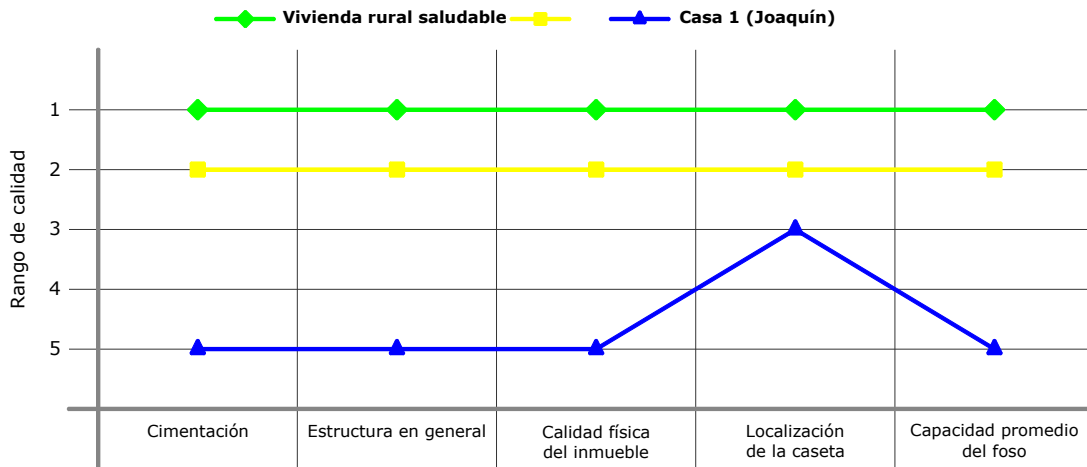 Vivienda rural saludable
Casa 1 (Joaquín)
Rango de calidad
1
2
3
4
5
Cimentación
Estructura en general
Calidad física
del inmueble
Localización
de la caseta
Capacidad promedio
del foso